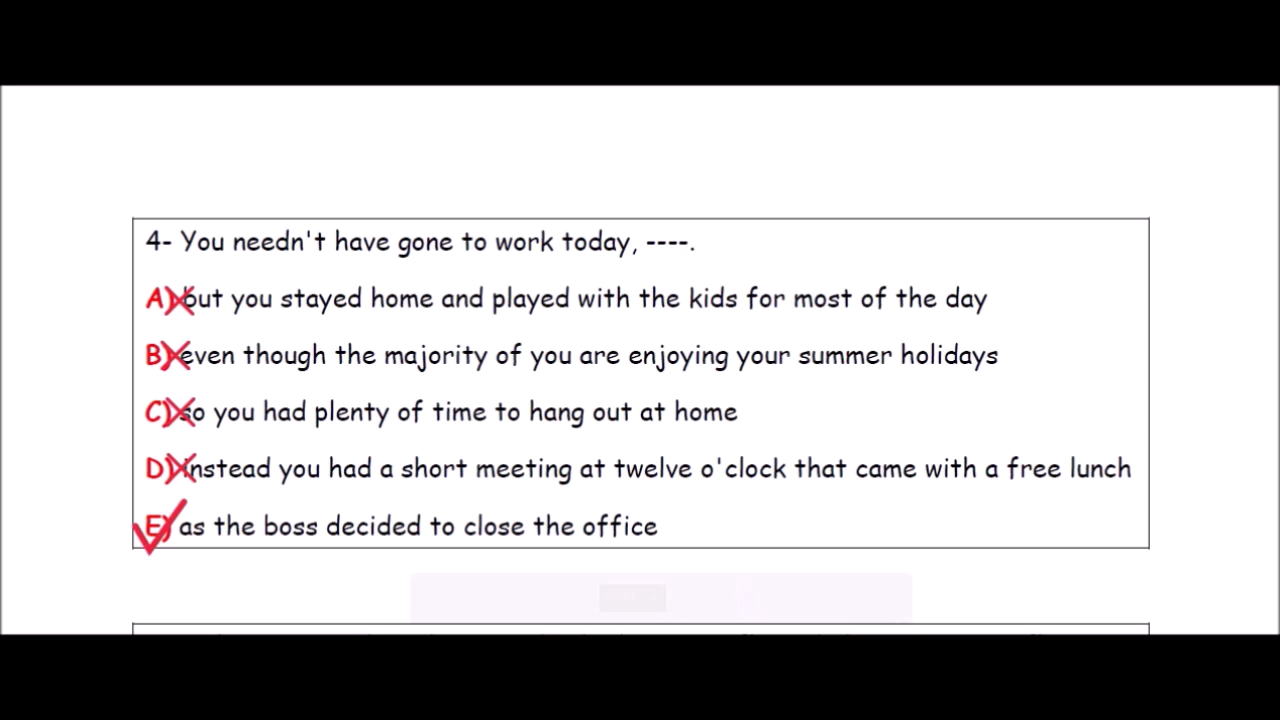 4- You needn't have gone to work today, ----.
A) but you stayed home and played with the kids for most of the day
B) even though the majority of you are enjoying your summer holidays
C) so you had plenty of time to hang out at home
D) instead you had a short meeting at twelve o'clock that came with a free lunch
E) as the boss decided to close the office